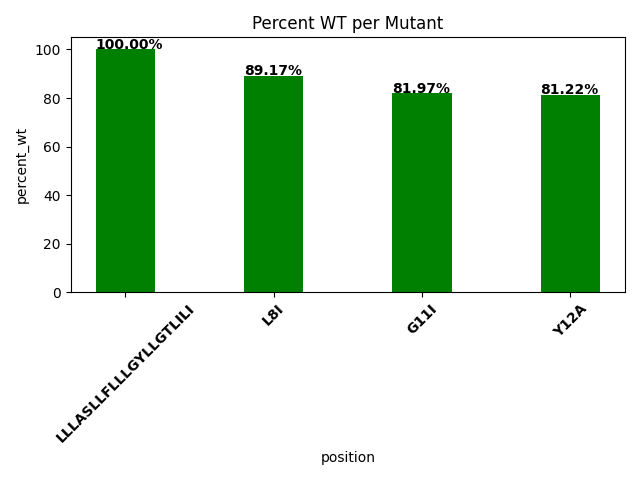 Percent WT per Mutant
percent_wt
100
80
60
40
20
0
100.00%
89.17%
81.97%
81.22%
LLLASLLFLLLGYLLGTLILI
L8I
G11I
Y12A
position